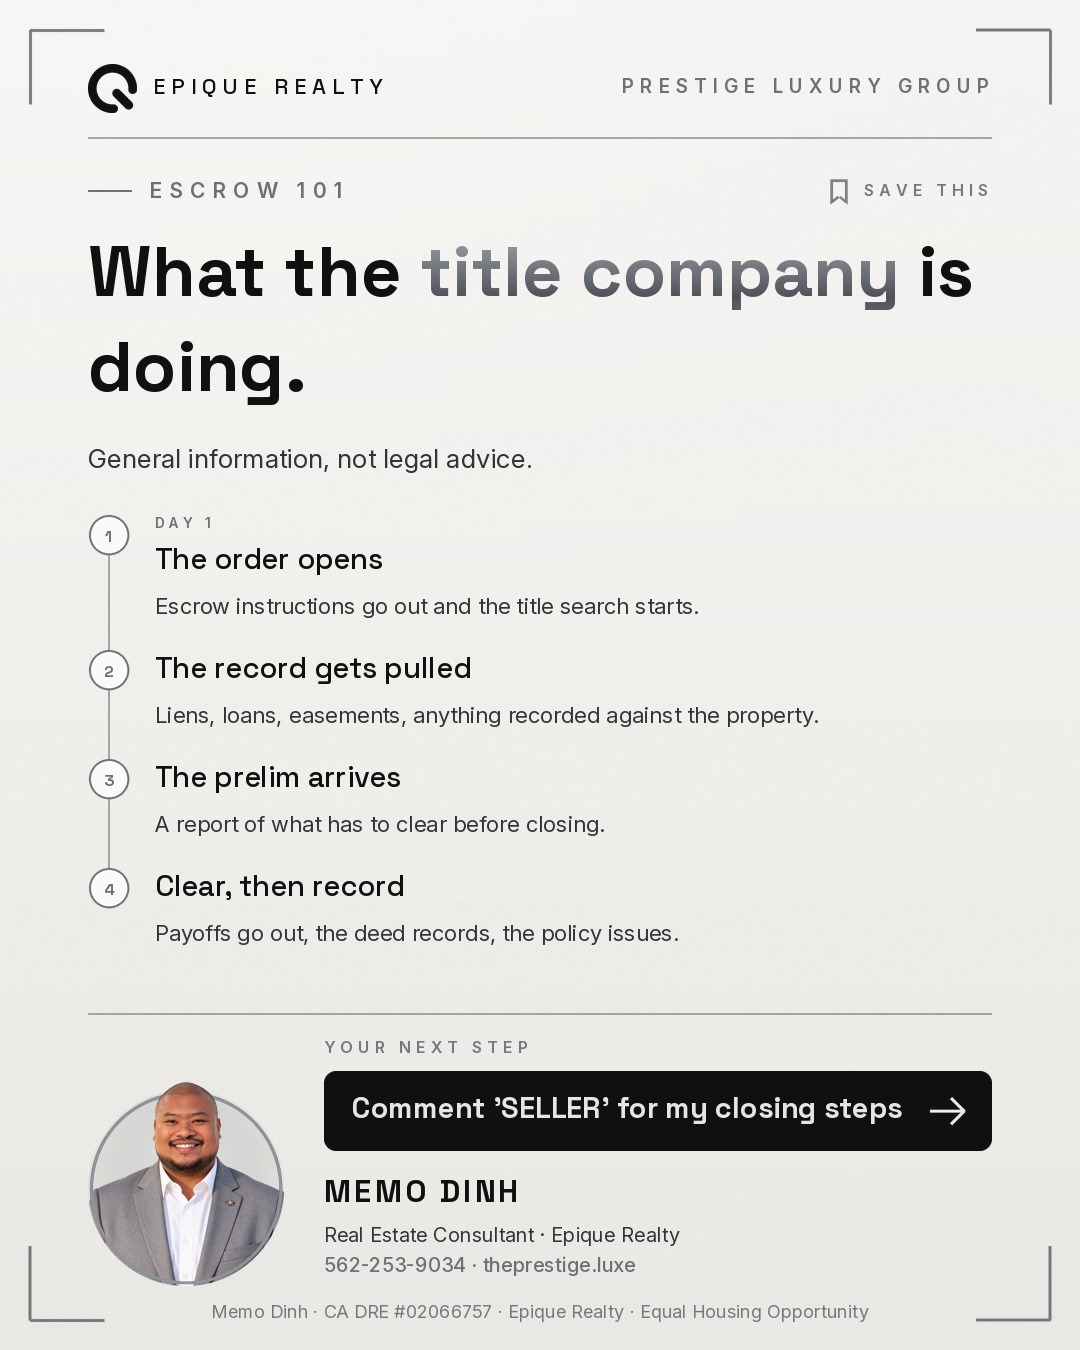 EPIQUE REALTY
PRESTIGE LUXURY GROUP
ESCROW 101
SAVE THIS
What the title company is
doing.
General information, not legal advice.
1
DAY 1
The order opens
Escrow instructions go out and the title search starts.
2
The record gets pulled
Liens, loans, easements, anything recorded against the property.
3
The prelim arrives
A report of what has to clear before closing.
4
Clear, then record
Payoffs go out, the deed records, the policy issues.
YOUR NEXT STEP
Comment ’SELLER’ for my closing steps
MEMO DINH
Real Estate Consultant · Epique Realty
562-253-9034 · theprestige.luxe
Memo Dinh · CA DRE #02066757 · Epique Realty · Equal Housing Opportunity